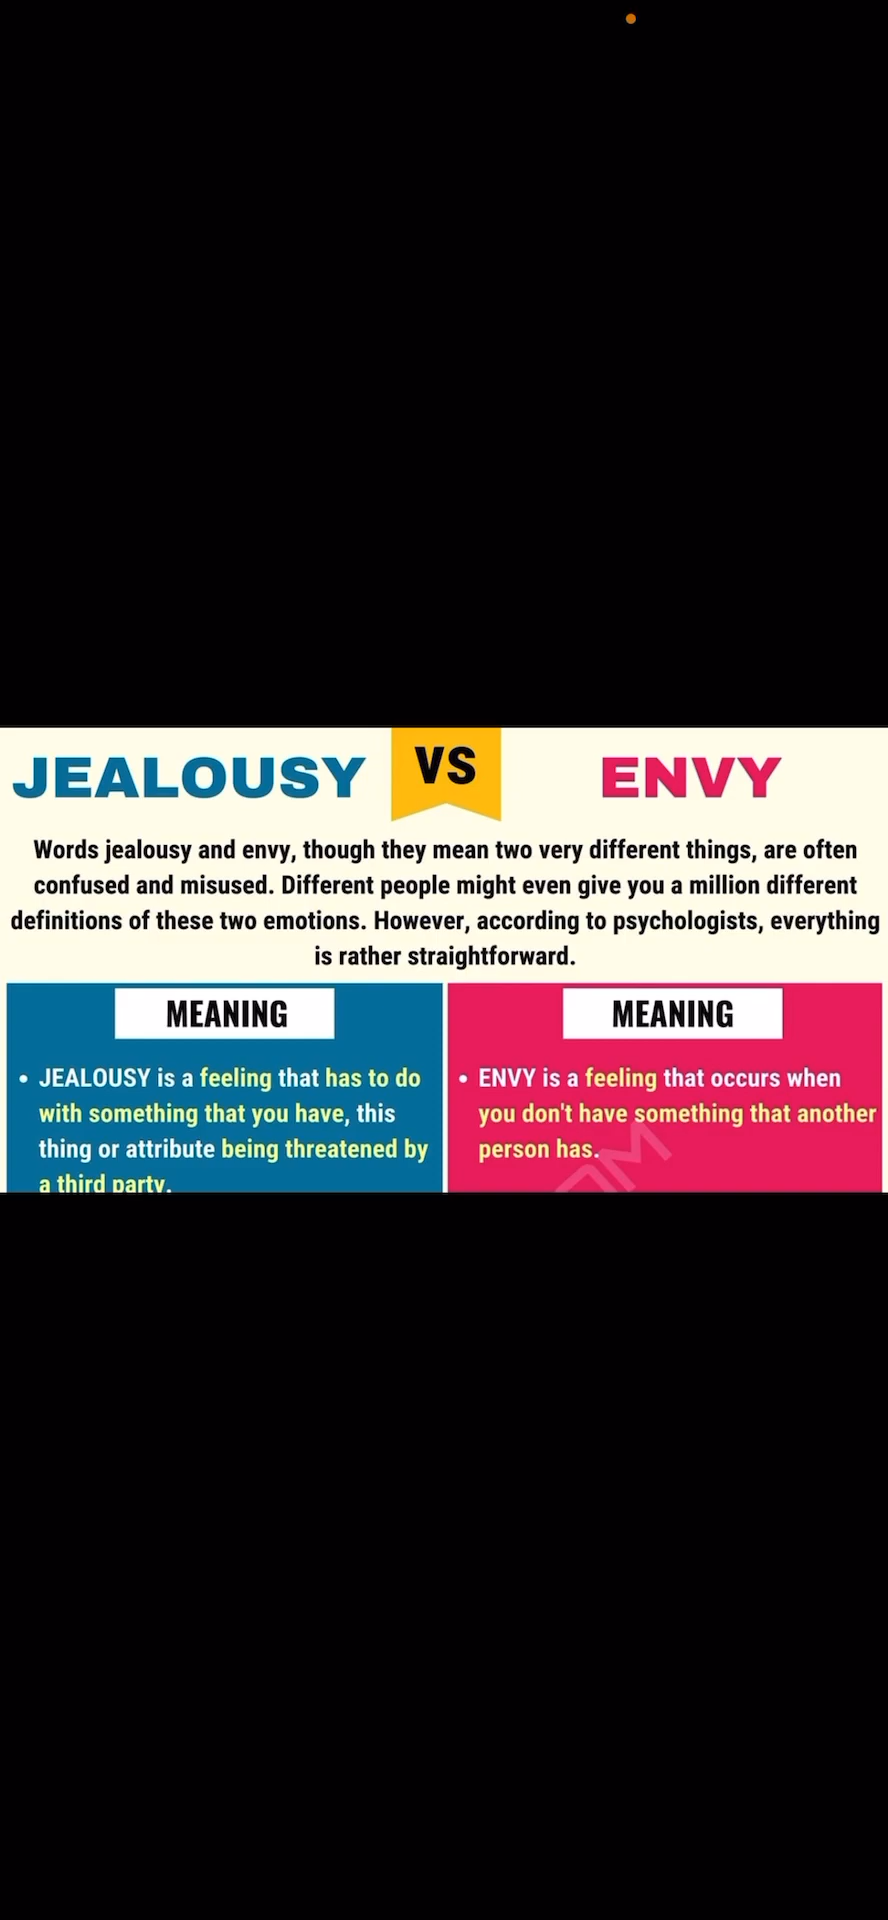 JEALOUSY VS ENVY
Words jealousy and envy, though they mean two very different things, are often
confused and misused. Different people might even give you a million different
definitions of these two emotions. However, according to psychologists, everything
is rather straightforward.
MEANING
• JEALOUSY is a feeling that has to do
with something that you have, this
thing or attribute being threatened by
a third party.
MEANING
• ENVY is a feeling that occurs when
you don't have something that another
person has.